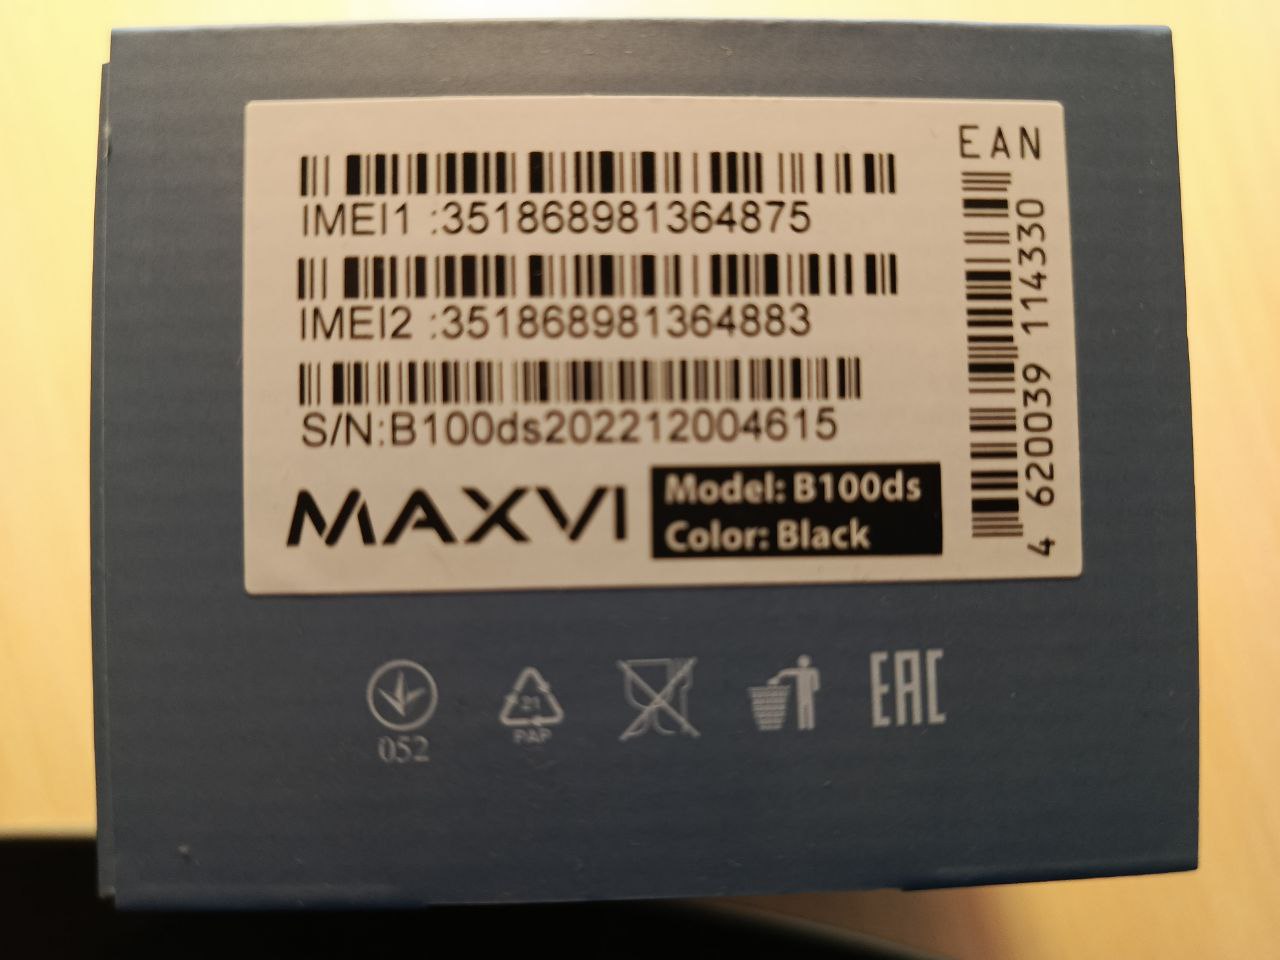 IMEI1 :351868981364875
IMEI2 :351868981364883
S/N:B100ds202212004615
MAXVI
Model: B100ds
Color: Black
EAN
4 620039 114330
052
21
PAP
EAC